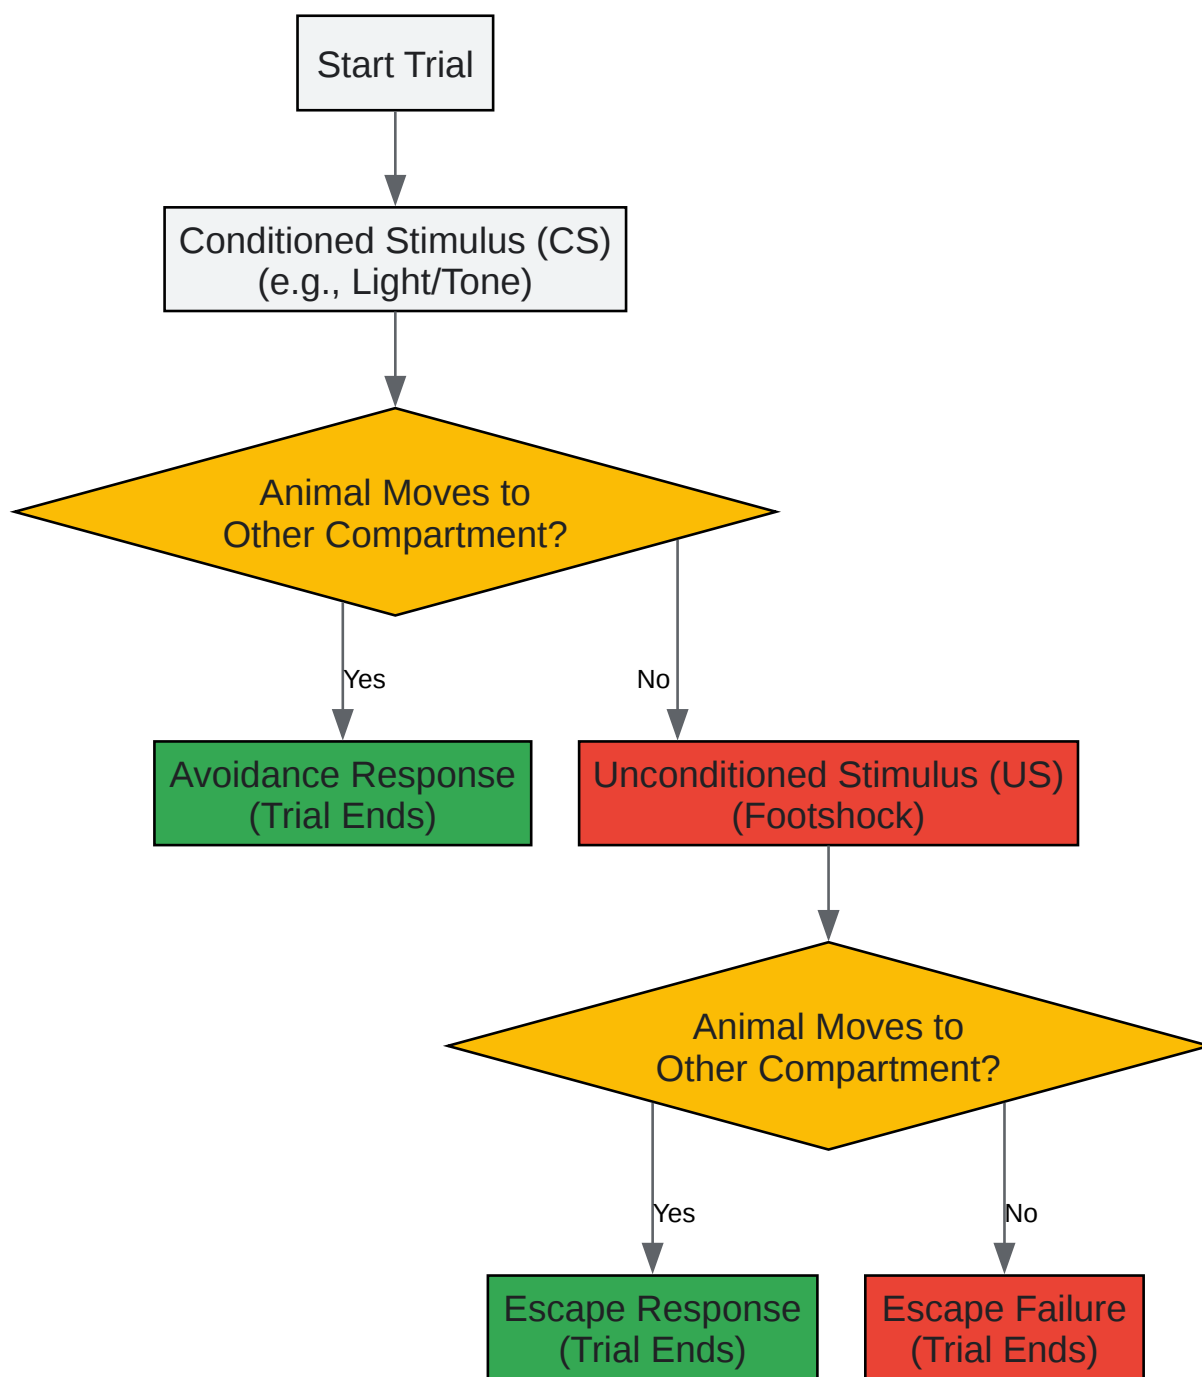 Start Trial
Conditioned Stimulus (CS)
(e.g., Light/Tone)
Animal Moves to
Other Compartment?
Yes
No
Avoidance Response
(Trial Ends)
Unconditioned Stimulus (US)
(Footshock)
Animal Moves to
Other Compartment?
Yes
No
Escape Response
(Trial Ends)
Escape Failure
(Trial Ends)